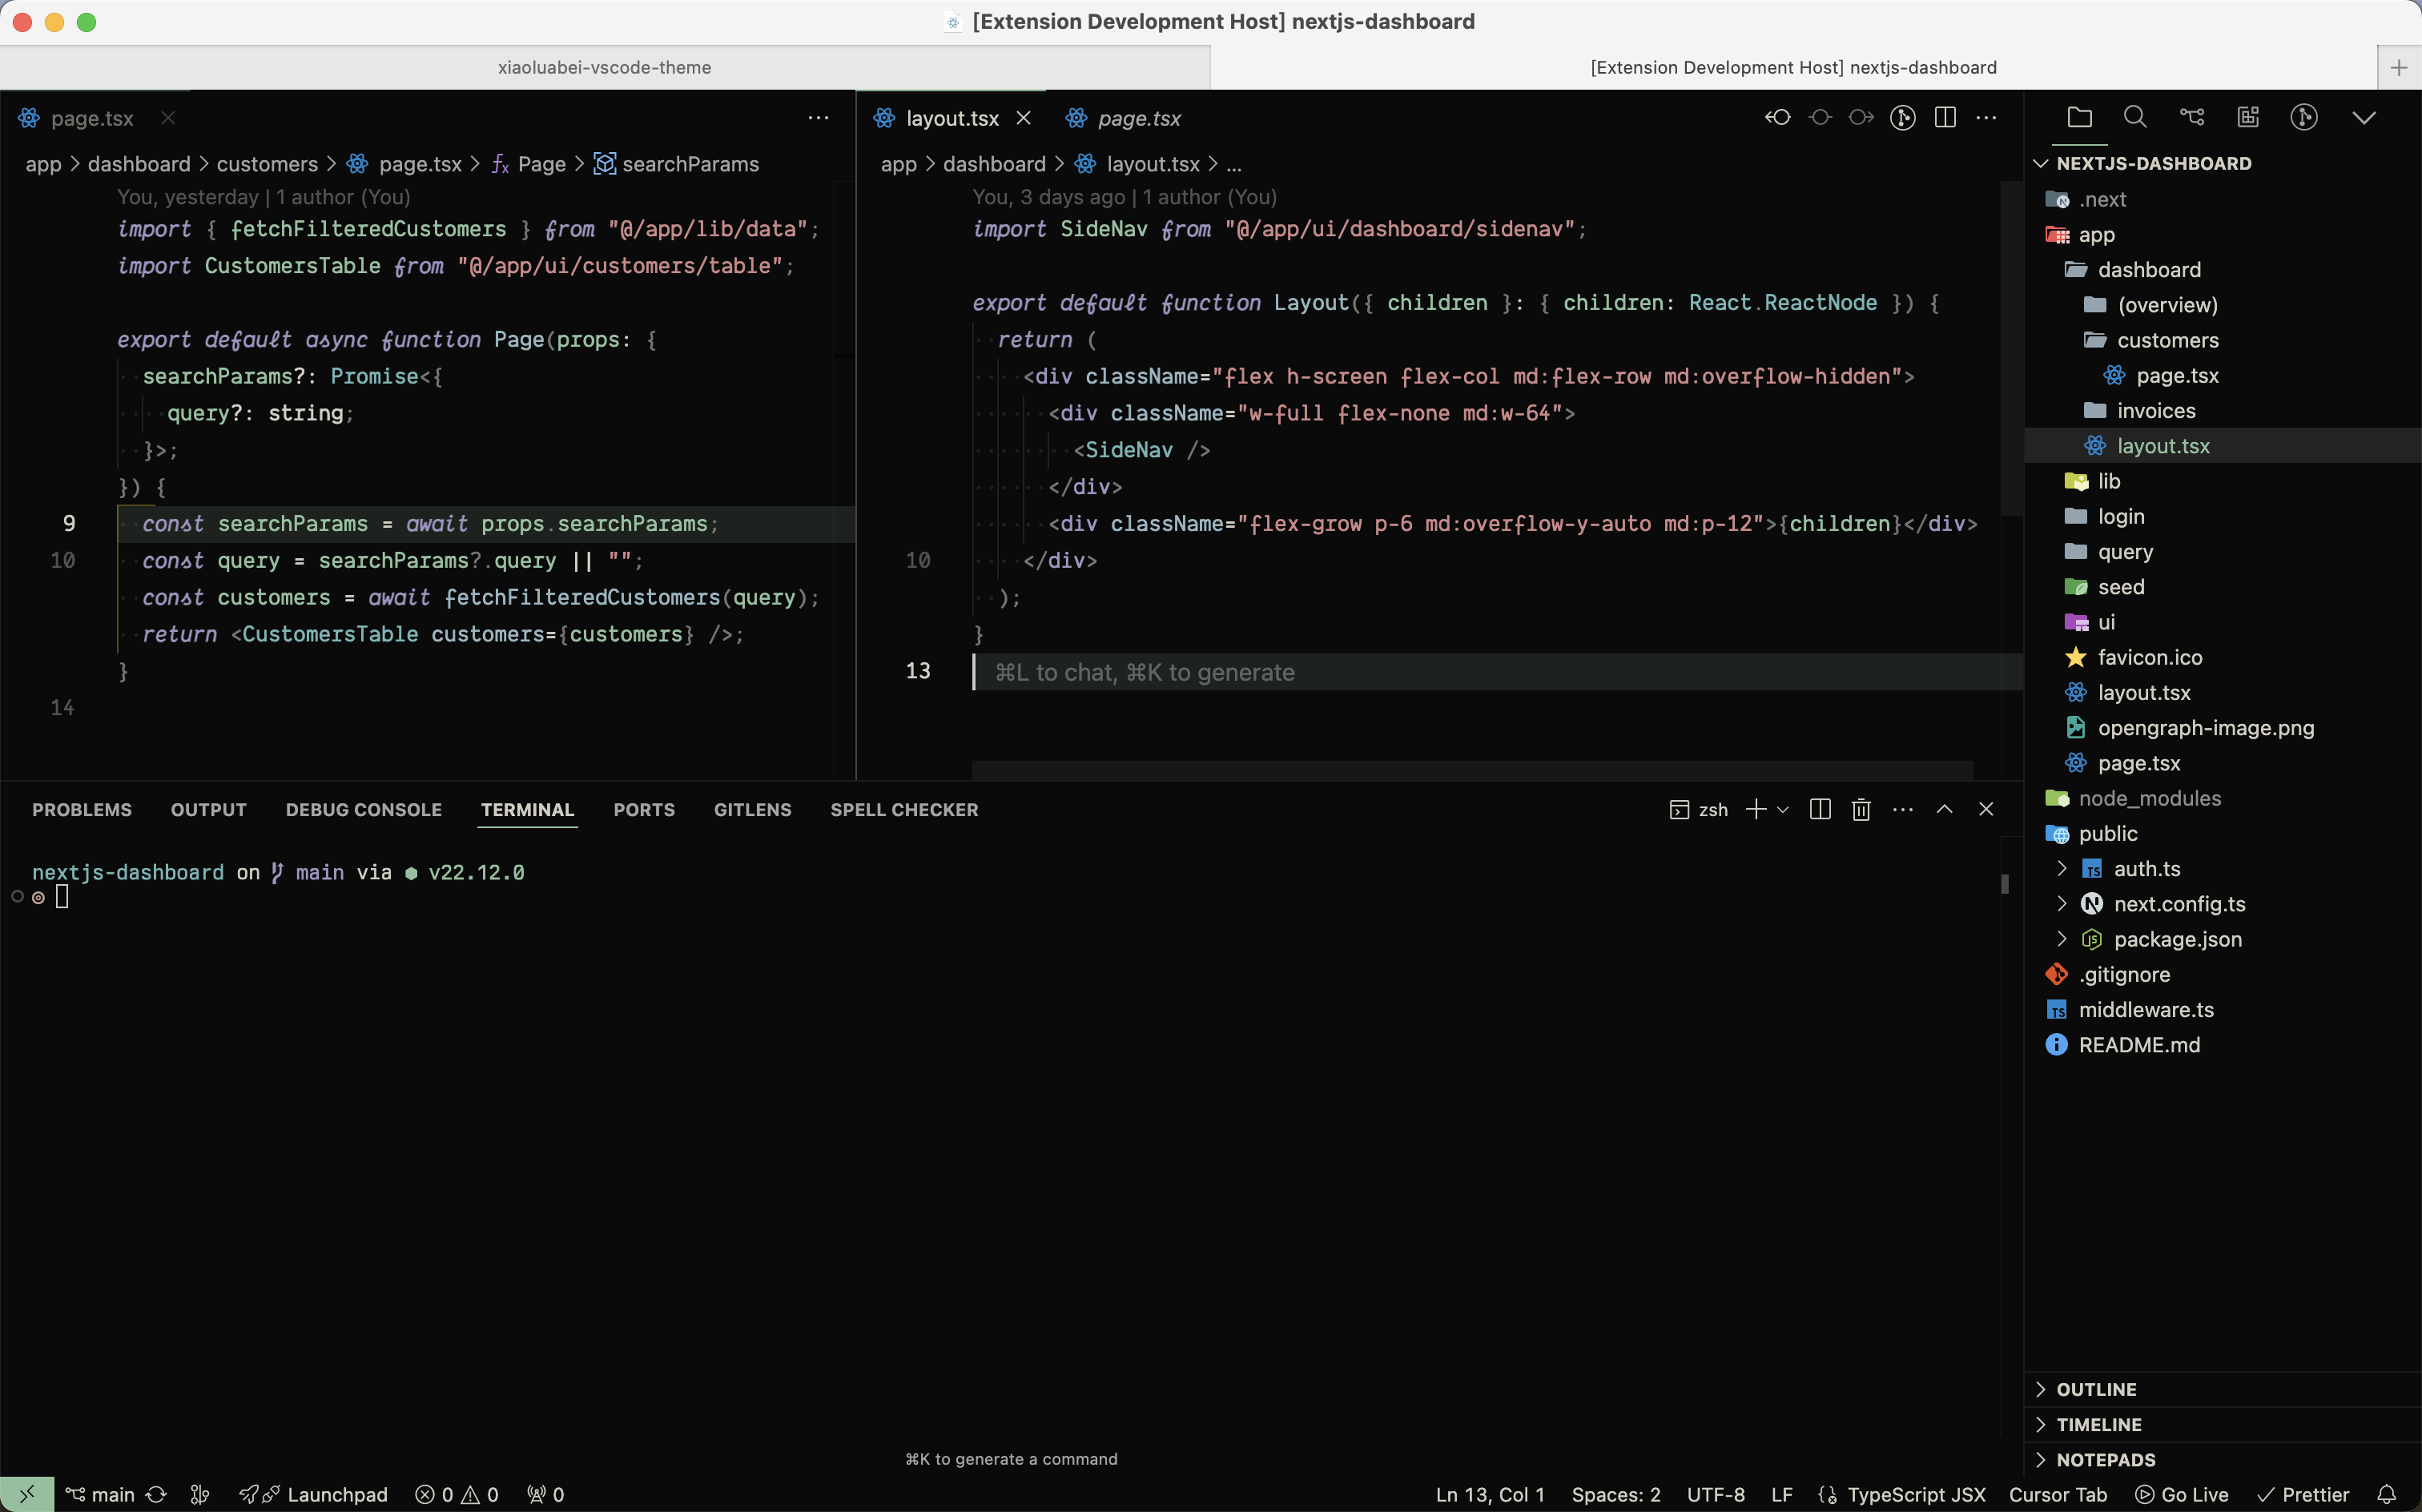 [Extension Development Host] nextjs-dashboard
xiaoluabei-vscode-theme
[Extension Development Host] nextjs-dashboard
page.tsx
app > dashboard > customers > page.tsx > Page > searchParams
You, yesterday | 1 author (You)
import { fetchFilteredCustomers } from "@/app/lib/data";
import CustomersTable from "@/app/ui/customers/table";
export default async function Page(props: {
searchParams?: Promise<{
query?: string;
}>;
}) {
9 const searchParams = await props.searchParams;
10 const query = searchParams?.query || "";
const customers = await fetchFilteredCustomers(query);
return <CustomersTable customers={customers} />;
}
14
layout.tsx
page.tsx
app > dashboard > layout.tsx > ...
You, 3 days ago | 1 author (You)
import SideNav from "@/app/ui/dashboard/sidenav";
export default function Layout({ children }: { children: React.ReactNode }) {
return (
<div className="flex h-screen flex-col md:flex-row md:overflow-hidden">
<div className="w-full flex-none md:w-64">
<SideNav />
</div>
<div className="flex-grow p-6 md:overflow-y-auto md:p-12">{children}</div>
10 </div>
);
}
13 ⌘L to chat, ⌘K to generate
PROBLEMS OUTPUT DEBUG CONSOLE TERMINAL PORTS GITLENS SPELL CHECKER
zsh
nextjs-dashboard on main via v22.12.0
⌘K to generate a command
NEXTJS-DASHBOARD
.next
app
dashboard
(overview)
customers
page.tsx
invoices
layout.tsx
lib
login
query
seed
ui
favicon.ico
layout.tsx
opengraph-image.png
page.tsx
node_modules
public
auth.ts
next.config.ts
package.json
.gitignore
middleware.ts
README.md
OUTLINE
TIMELINE
NOTEPADS
main Launchpad 0 0 0
Ln 13, Col 1 Spaces: 2 UTF-8 LF TypeScript JSX Cursor Tab Go Live Prettier